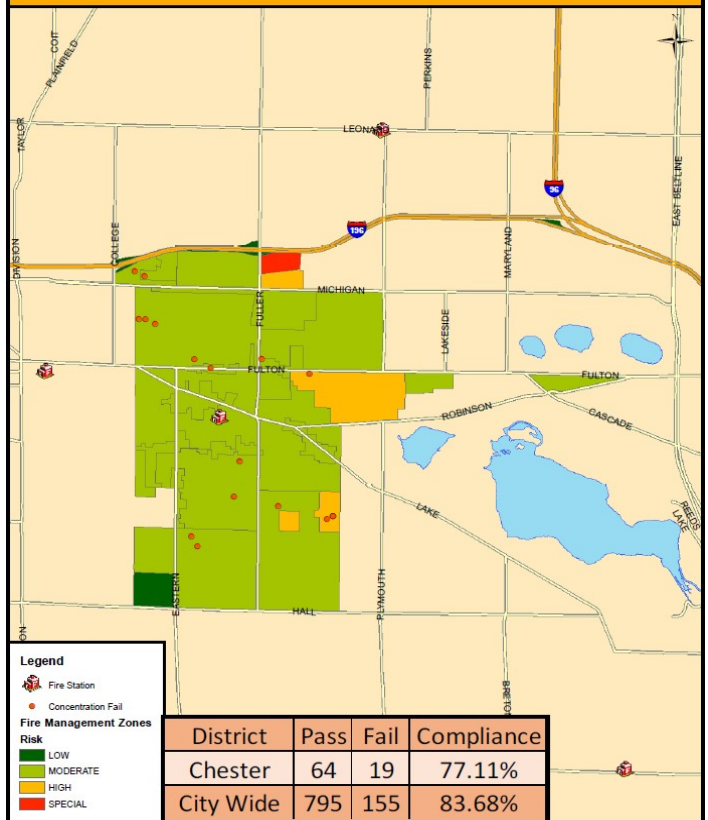 N
COIT
PLAINFIELD
PERKINS
TAYLOR
LEONARD
EAST BELTLINE
96
196
COLLEGE
MARYLAND
DIVISION
MICHIGAN
FULLER
LAKESIDE
FULTON
FULTON
ROBINSON
CASCADE
LAKE
REEDS
LAKE
EASTERN
PLYMOUTH
HALL
ON
BRETON
Legend
Fire Station
Concentration Fail
Fire Management Zones
Risk
LOW
MODERATE
HIGH
SPECIAL
District Pass Fail Compliance
Chester 64 19 77.11%
City Wide 795 155 83.68%